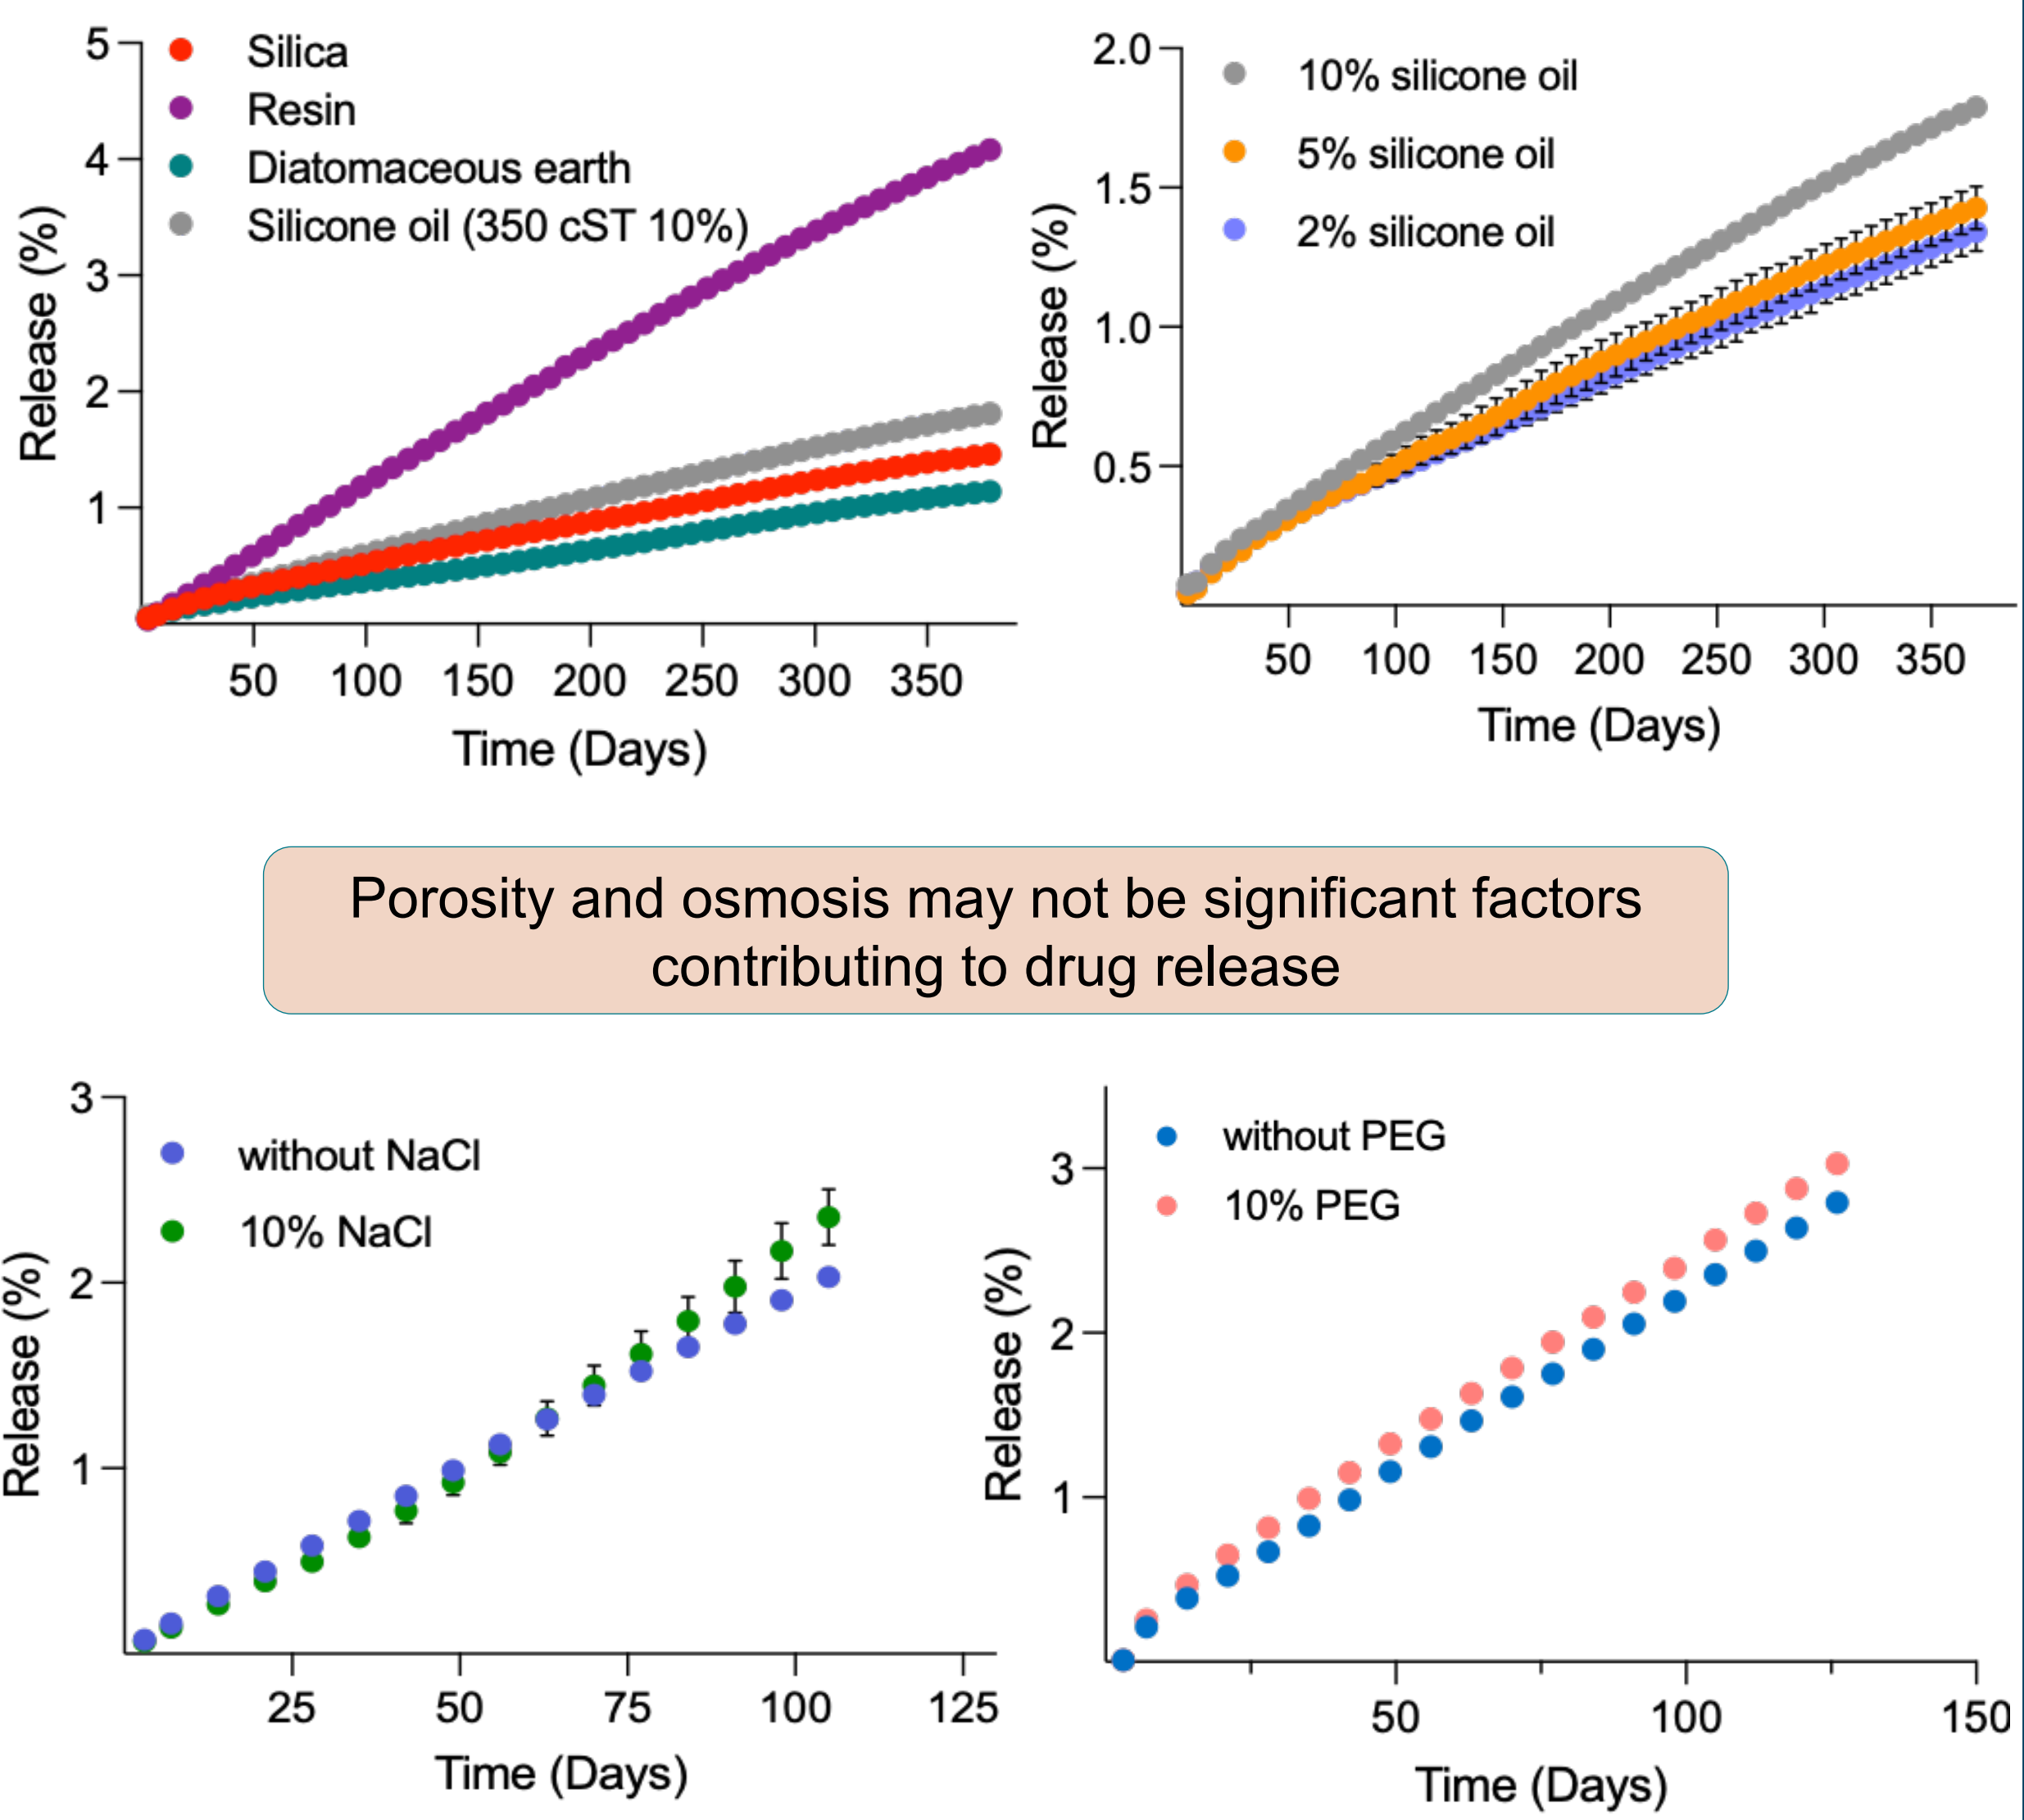 5
4
3
2
1
Release (%)
Silica
Resin
Diatomaceous earth
Silicone oil (350 cST 10%)
50 100 150 200 250 300 350
Time (Days)
2.0
1.5
1.0
0.5
Release (%)
10% silicone oil
5% silicone oil
2% silicone oil
50 100 150 200 250 300 350
Time (Days)
Porosity and osmosis may not be significant factors
contributing to drug release
3
2
1
Release (%)
without NaCl
10% NaCl
25 50 75 100 125
Time (Days)
3
2
1
Release (%)
without PEG
10% PEG
50 100 150
Time (Days)